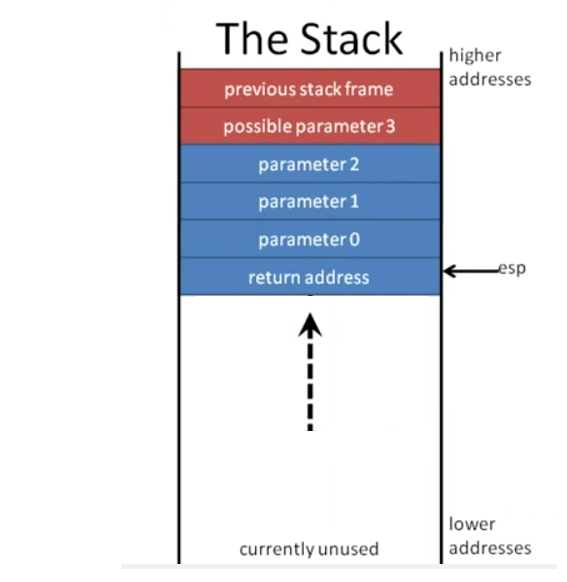 The Stack
higher
addresses
previous stack frame
possible parameter 3
parameter 2
parameter 1
parameter 0
return address
esp
lower
addresses
currently unused